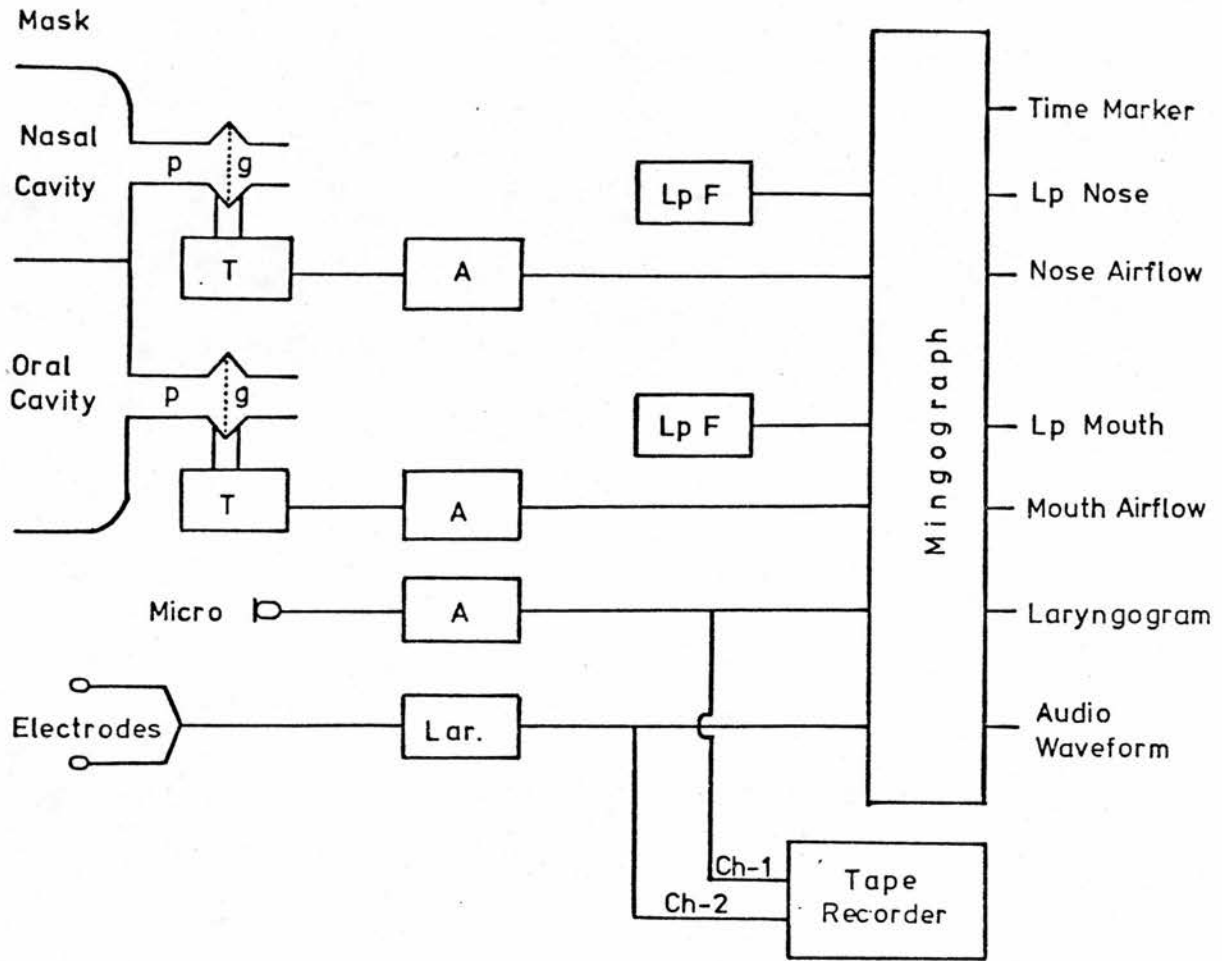 Mask
Nasal
Cavity
p g
T
A
Lp F
Oral
Cavity
p g
T
A
Lp F
Micro
A
Electrodes
Lar.
Mingograph
Time Marker
Lp Nose
Nose Airflow
Lp Mouth
Mouth Airflow
Laryngogram
Audio
Waveform
Ch-1
Ch-2
Tape
Recorder